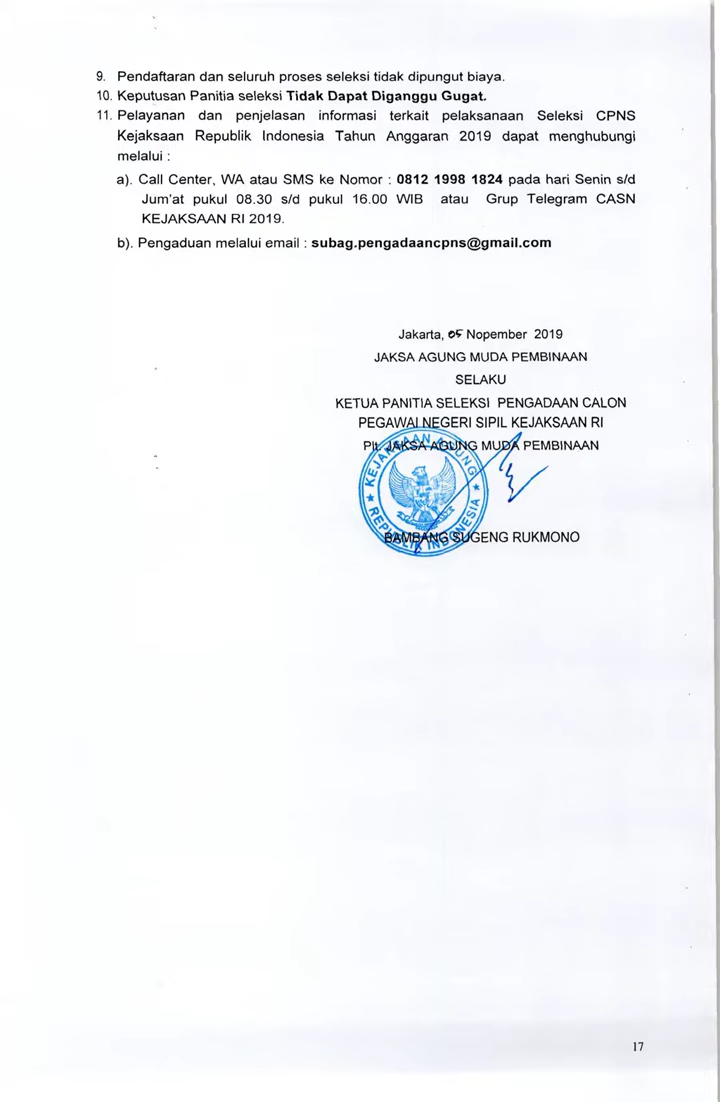 9. Pendaftaran dan seluruh proses seleksi tidak dipungut biaya.
10. Keputusan Panitia seleksi Tidak Dapat Diganggu Gugat.
11. Pelayanan dan penjelasan informasi terkait pelaksanaan Seleksi CPNS
Kejaksaan Republik Indonesia Tahun Anggaran 2019 dapat menghubungi
melalui :
a). Call Center, WA atau SMS ke Nomor : 0812 1998 1824 pada hari Senin s/d
Jum'at pukul 08.30 s/d pukul 16.00 WIB atau Grup Telegram CASN
KEJAKSAAN RI 2019.
b). Pengaduan melalui email : subag.pengadaancpns@gmail.com
Jakarta, 05 Nopember 2019
JAKSA AGUNG MUDA PEMBINAAN
SELAKU
KETUA PANITIA SELEKSI PENGADAAN CALON
PEGAWAI NEGERI SIPIL KEJAKSAAN RI
Plt. JAKSA AGUNG MUDA PEMBINAAN
KEJAKSAAN AGUNG
REPUBLIK INDONESIA
BAMBANG SUGENG RUKMONO
17